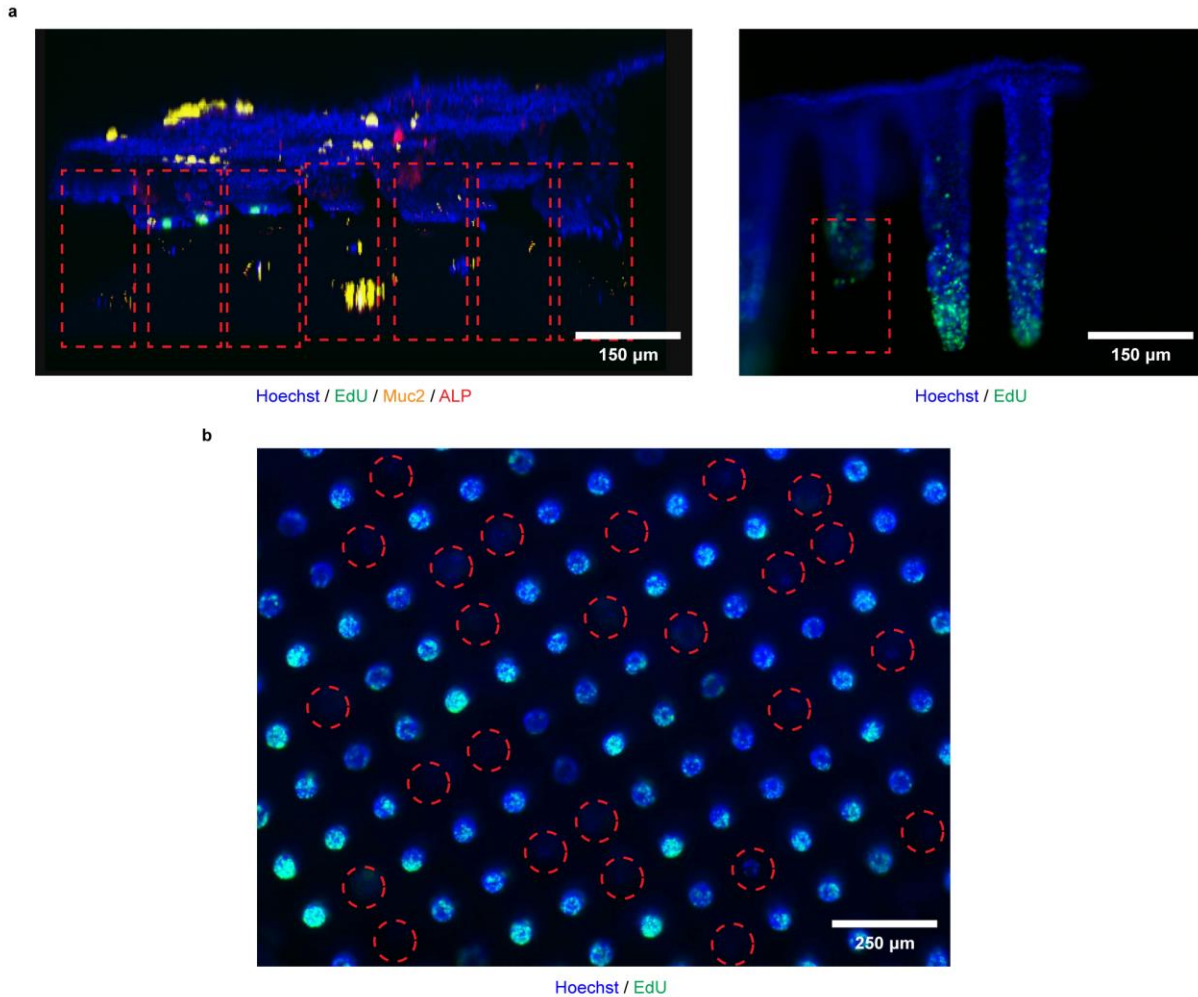 a
150 µm
150 µm
Hoechst / EdU / Muc2 / ALP
Hoechst / EdU
b
250 µm
Hoechst / EdU